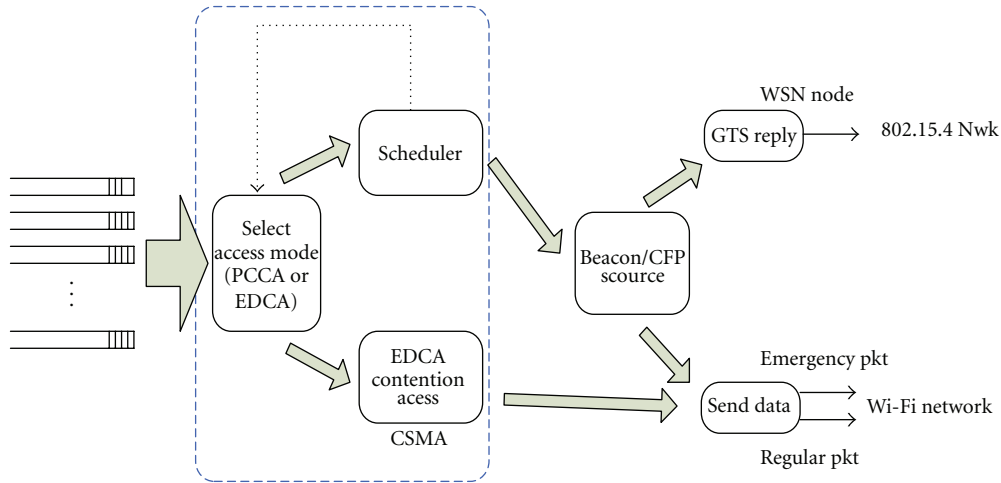 WSN node
GTS reply
802.15.4 Nwk
Scheduler
Select
access mode
(PCCA or
EDCA)
Beacon/CFP
scource
EDCA
contention
acess
CSMA
Emergency pkt
Send data
Wi-Fi network
Regular pkt